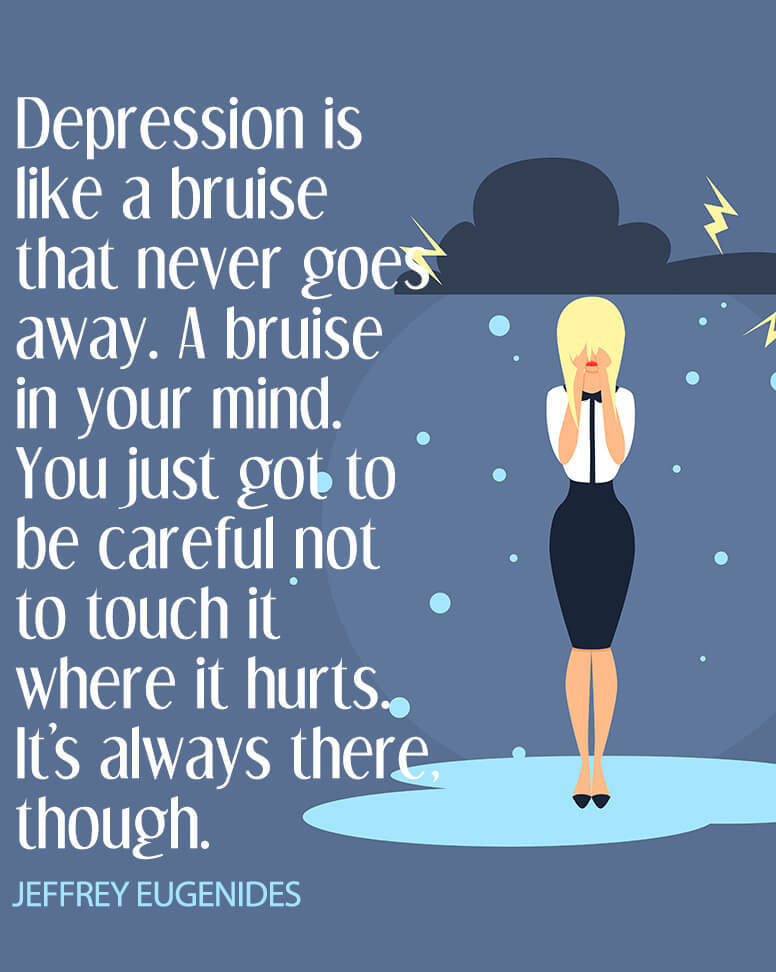 Depression is
like a bruise
that never goes
away. A bruise
in your mind.
You just got to
be careful not
to touch it
where it hurts.
It's always there,
though.
JEFFREY EUGENIDES